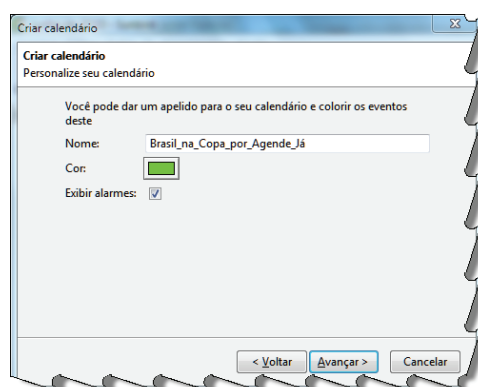 Criar calendário
Criar calendário
Personalize seu calendário
Você pode dar um apelido para o seu calendário e colorir os eventos
deste
Nome: Brasil_na_Copa_por_Agende_Já
Cor:
Exibir alarmes:
< Voltar Avançar > Cancelar